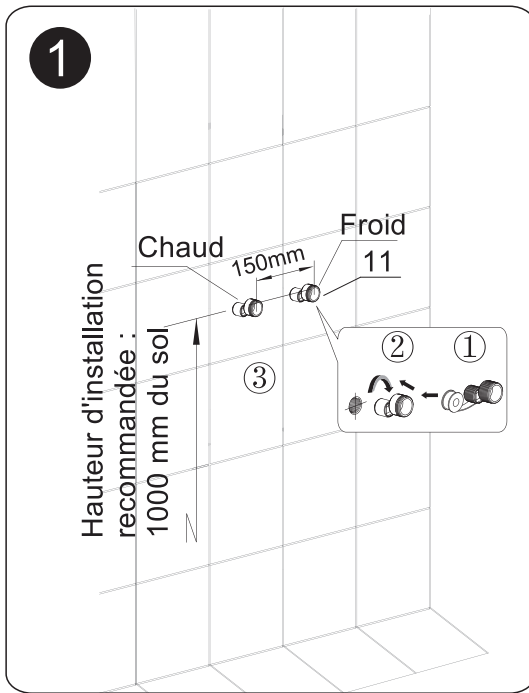 1
Chaud
150mm
Froid
11
② ①
③
Hauteur d'installation
recommandée :
1000 mm du sol